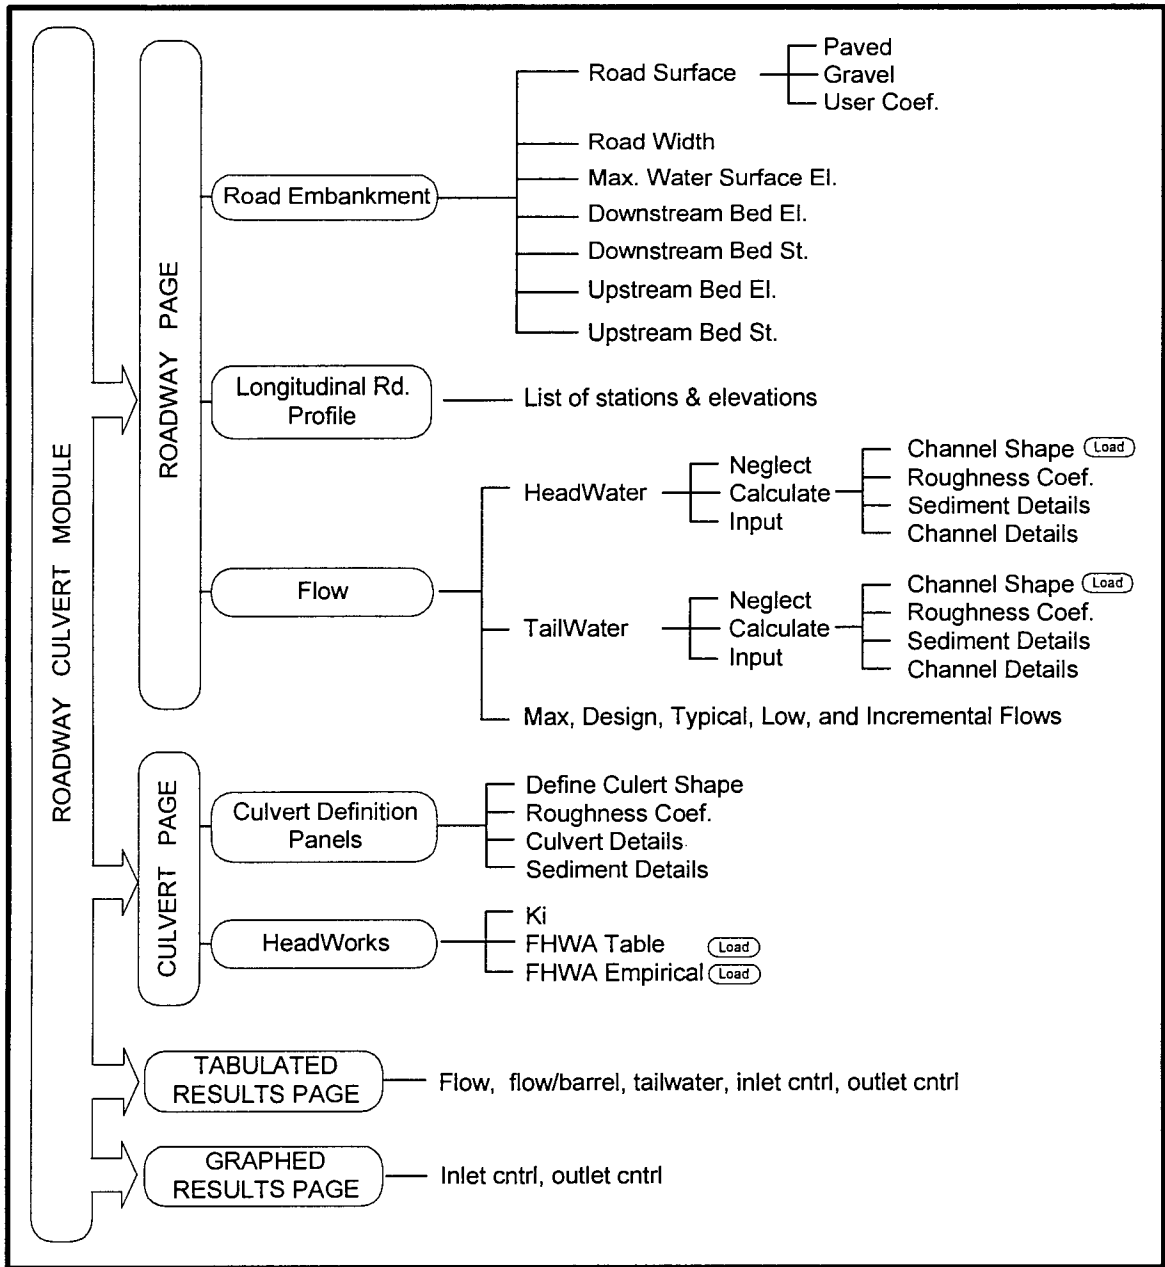 ROADWAY CULVERT MODULE
ROADWAY PAGE
Road Embankment
Road Surface
Paved
Gravel
User Coef.
Road Width
Max. Water Surface El.
Downstream Bed El.
Downstream Bed St.
Upstream Bed El.
Upstream Bed St.
Longitudinal Rd.
Profile
List of stations & elevations
Flow
HeadWater
Neglect
Calculate
Input
Channel Shape Load
Roughness Coef.
Sediment Details
Channel Details
TailWater
Neglect
Calculate
Input
Channel Shape Load
Roughness Coef.
Sediment Details
Channel Details
Max, Design, Typical, Low, and Incremental Flows
CULVERT PAGE
Culvert Definition
Panels
Define Culert Shape
Roughness Coef.
Culvert Details
Sediment Details
HeadWorks
Ki
FHWA Table Load
FHWA Empirical Load
TABULATED
RESULTS PAGE
Flow, flow/barrel, tailwater, inlet cntrl, outlet cntrl
GRAPHED
RESULTS PAGE
Inlet cntrl, outlet cntrl